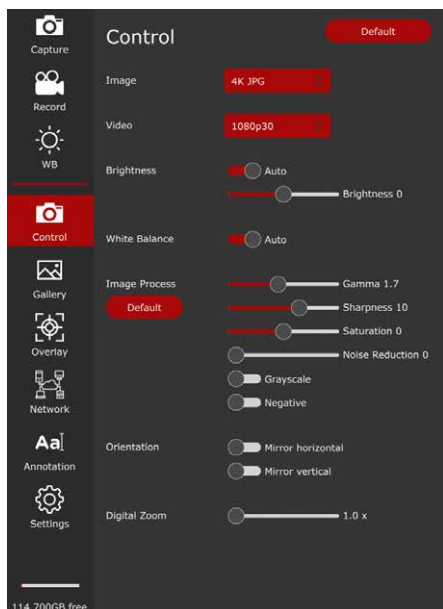 Capture
Record
WB
Control
Gallery
Overlay
Network
Aa
Annotation
Settings
114.700GB free
Control
Default
Image
4K JPG
Video
1080p30
Brightness
Auto
Brightness 0
White Balance
Auto
Image Process
Default
Gamma 1.7
Sharpness 10
Saturation 0
Noise Reduction 0
Grayscale
Negative
Orientation
Mirror horizontal
Mirror vertical
Digital Zoom
1.0 x